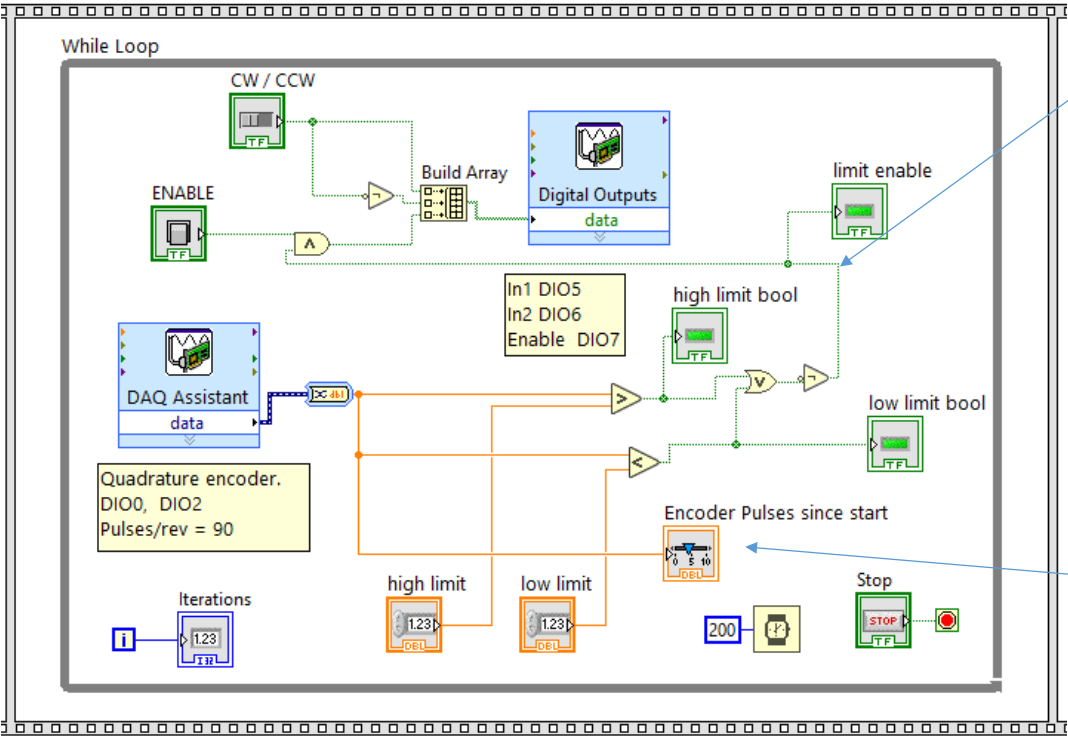 While Loop
CW / CCW
TF
ENABLE
TF
Build Array
Digital Outputs
data
limit enable
TF
In1 DIO5
In2 DIO6
Enable  DIO7
high limit bool
TF
DAQ Assistant
data
dbl
>
<
V
¬
¬
Λ
low limit bool
TF
Quadrature encoder.
DIO0,  DIO2
Pulses/rev = 90
Encoder Pulses since start
0 5 10
DBL
Iterations
i
1.23
I32
high limit
1.23
DBL
low limit
1.23
DBL
200
Stop
STOP
TF